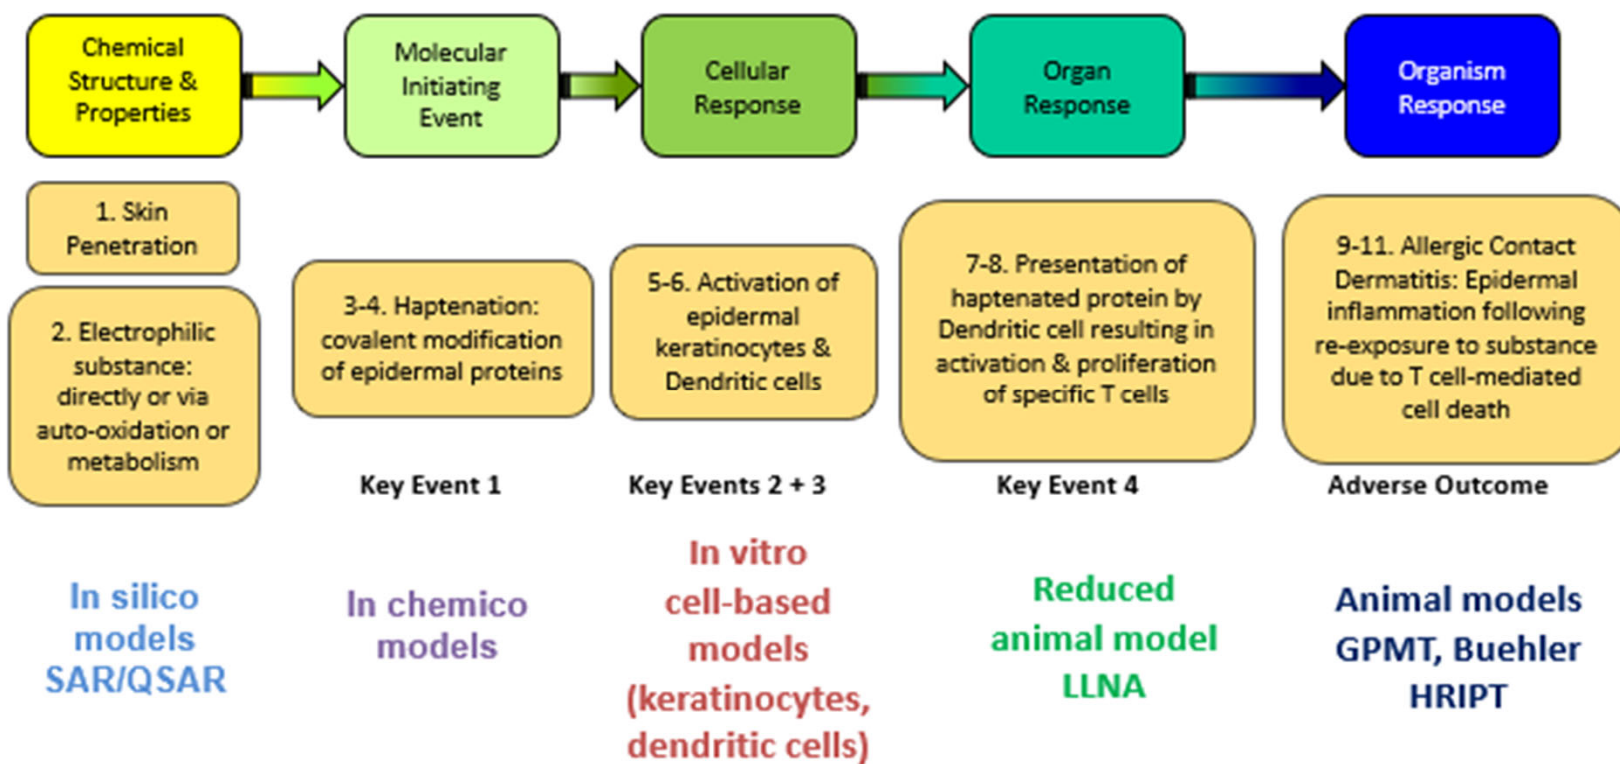 Chemical
Structure &
Properties
Molecular
Initiating
Event
Cellular
Response
Organ
Response
Organism
Response
1. Skin
Penetration
2. Electrophilic
substance:
directly or via
auto-oxidation or
metabolism
3-4. Haptenation:
covalent modification
of epidermal proteins
5-6. Activation of
epidermal
keratinocytes &
Dendritic cells
7-8. Presentation of
haptenated protein by
Dendritic cell resulting in
activation & proliferation
of specific T cells
9-11. Allergic Contact
Dermatitis: Epidermal
inflammation following
re-exposure to substance
due to T cell-mediated
cell death
Key Event 1
Key Events 2 + 3
Key Event 4
Adverse Outcome
In silico
models
SAR/QSAR
In chemico
models
In vitro
cell-based
models
(keratinocytes,
dendritic cells)
Reduced
animal model
LLNA
Animal models
GPMT, Buehler
HRIPT